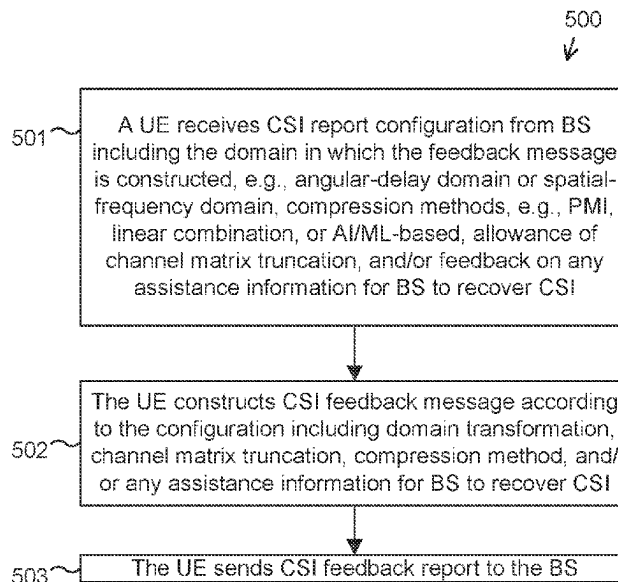 500
501
A UE receives CSI report configuration from BS
including the domain in which the feedback message
is constructed, e.g., angular-delay domain or spatial-
frequency domain, compression methods, e.g., PMI,
linear combination, or AI/ML-based, allowance of
channel matrix truncation, and/or feedback on any
assistance information for BS to recover CSI
502
The UE constructs CSI feedback message according
to the configuration including domain transformation,
channel matrix truncation, compression method, and/
or any assistance information for BS to recover CSI
503
The UE sends CSI feedback report to the BS